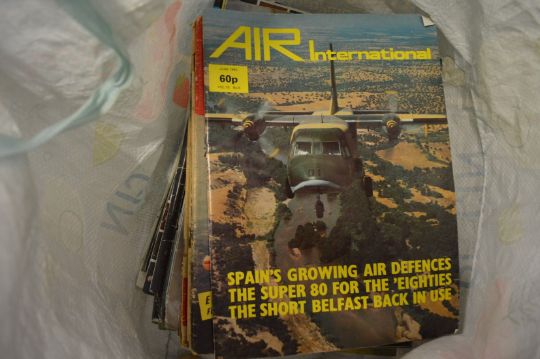 AIR International
60p
SPAIN'S GROWING AIR DEFENCES
THE SUPER 80 FOR THE 'EIGHTIES
THE SHORT BELFAST BACK IN USE